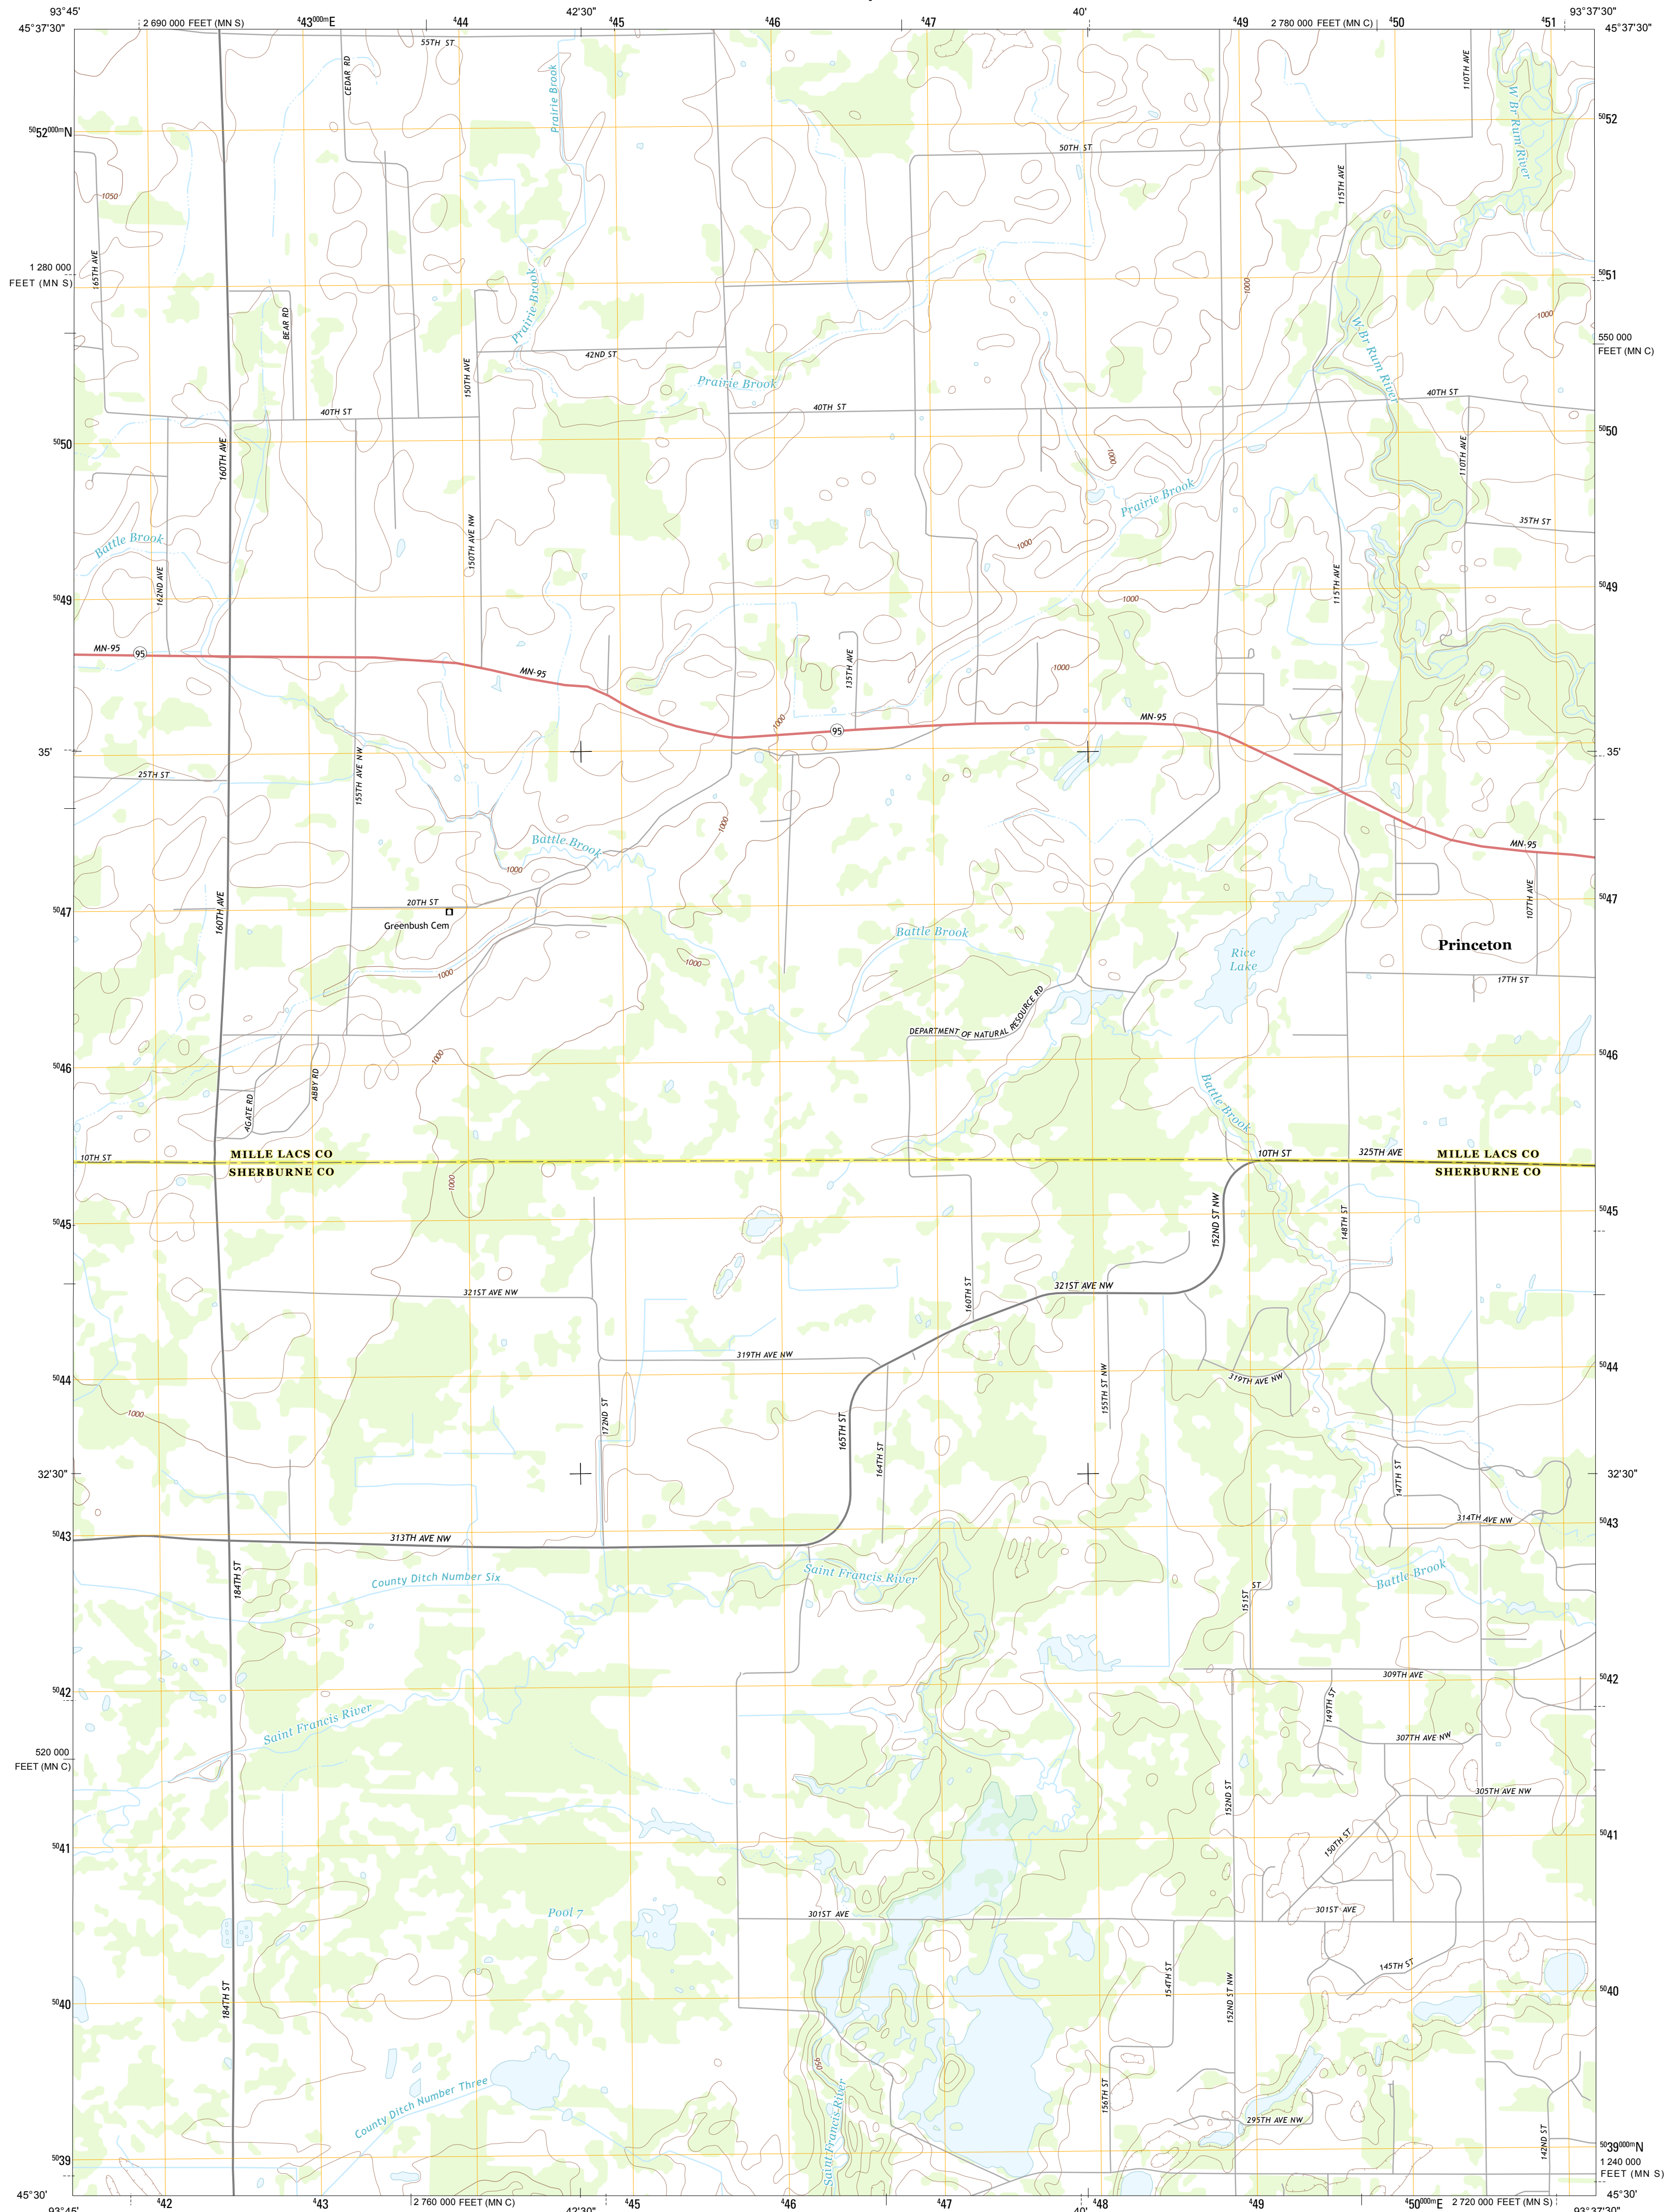 93°45' 2 690 000 FEET (MN S) ⁴43⁰⁰⁰ᵐE ⁴44 42'30" ⁴45 ⁴46 ⁴47 40' ⁴49 2 780 000 FEET (MN C) ⁴50 ⁴51 93°37'30"
45°37'30" 45°37'30"
55TH ST
CEDAR RD
Prairie Brook
110TH AVE
W Br Rum River
⁵⁰52⁰⁰⁰ᵐN ⁵⁰52
50TH ST
115TH AVE
1050
165TH AVE
1 280 000
FEET (MN S)
⁵⁰51
1000
Prairie Brook
BEAR RD
1000
W Br Rum River
550 000
FEET (MN C)
42ND ST
150TH AVE
Prairie Brook
40TH ST
40TH ST
40TH ST
⁵⁰50 ⁵⁰50
160TH AVE
1000
110TH AVE
Prairie Brook
35TH ST
Battle Brook
150TH AVE NW
1000
162ND AVE
115TH AVE
⁵⁰49 ⁵⁰49
1000
MN-95
95
MN-95
135TH AVE
1000
1000
95
MN-95
35' 35'
25TH ST
155TH AVE NW
Battle Brook
1000
MN-95
1000
20TH ST
Greenbush Cem
160TH AVE
107TH AVE
⁵⁰47 ⁵⁰47
Battle Brook
Rice
Lake
Princeton
1000
1000
17TH ST
DEPARTMENT OF NATURAL RESOURCE RD
1000
⁵⁰46 ⁵⁰46
ABBY RD
AGATE RD
Battle Brook
10TH ST
MILLE LACS CO
SHERBURNE CO
10TH ST
325TH AVE
MILLE LACS CO
SHERBURNE CO
1000
152ND ST NW
148TH ST
⁵⁰45 ⁵⁰45
321ST AVE NW
160TH ST
321ST AVE NW
319TH AVE NW
⁵⁰44 ⁵⁰44
155TH ST NW
319TH AVE NW
1000
172ND ST
165TH ST
164TH ST
32'30" 32'30"
147TH ST
314TH AVE NW
⁵⁰43 ⁵⁰43
313TH AVE NW
184TH ST
County Ditch Number Six
Saint Francis River
Battle Brook
151ST ST
309TH AVE
⁵⁰42 ⁵⁰42
Saint Francis River
149TH ST
307TH AVE NW
520 000
FEET (MN C)
152ND ST
305TH AVE NW
⁵⁰41 ⁵⁰41
150TH ST
Pool 7
301ST AVE
301ST AVE
145TH ST
184TH ST
154TH ST
152ND ST NW
⁵⁰40 ⁵⁰40
950
County Ditch Number Three
156TH ST
Saint Francis River
295TH AVE NW
142ND ST
⁵⁰39 ⁵⁰39⁰⁰⁰ᵐN
1 240 000
FEET (MN S)
45°30' 45°30'
93°45' ⁴42 ⁴43 2 760 000 FEET (MN C) 42'30" ⁴45 ⁴46 ⁴47 40' ⁴48 ⁴49 ⁴50⁰⁰⁰ᵐE 2 720 000 FEET (MN S) 93°37'30"